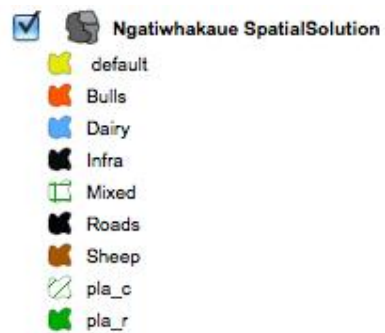 Ngatiwhakaue SpatialSolution
default
Bulls
Dairy
Infra
Mixed
Roads
Sheep
pla_c
pla_r